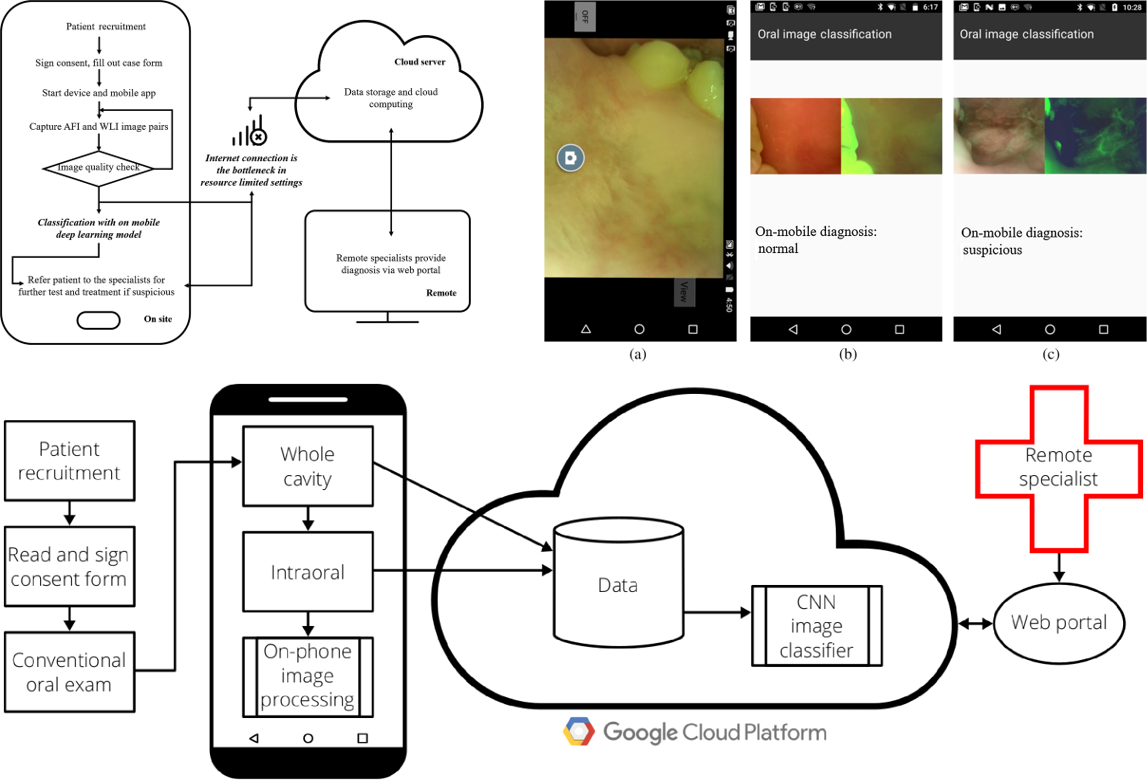 Patient recruitment
Sign consent, fill out case form
Start device and mobile app
Capture AFI and WLI image pairs
Image quality check
Classification with on mobile
deep learning model
Refer patient to the specialists for
further test and treatment if suspicious
On site
Internet connection is
the bottleneck in
resource limited settings
Cloud server
Data storage and cloud
computing
Remote specialists provide
diagnosis via web portal
Remote
OFF
View
4:50
(a)
6:17
Oral image classification
On-mobile diagnosis:
normal
(b)
10:28
Oral image classification
On-mobile diagnosis:
suspicious
(c)
Patient
recruitment
Read and sign
consent form
Conventional
oral exam
Whole
cavity
Intraoral
On-phone
image
processing
Data
CNN
image
classifier
Google Cloud Platform
Remote
specialist
Web portal